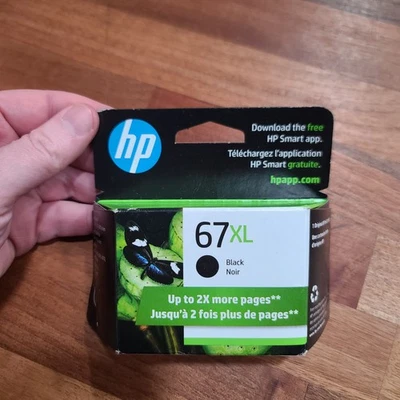 hp
Download the free
HP Smart app.
Téléchargez l'application
HP Smart gratuite.
hpapp.com
67XL
Black
Noir
Up to 2X more pages**
Jusqu'à 2 fois plus de pages**